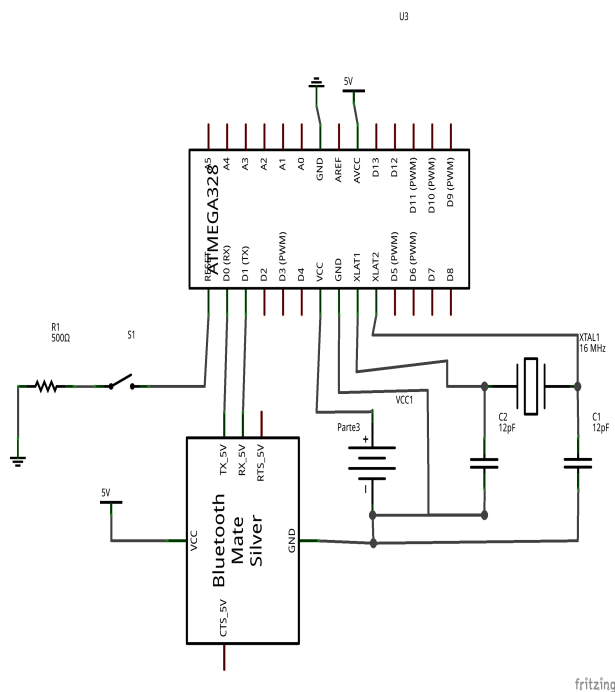 U3
5V
A5
A4
A3
A2
A1
A0
GND
AREF
AVCC
D13
D12
D11 (PWM)
D10 (PWM)
D9 (PWM)
ATMEGA328
RESET
D0 (RX)
D1 (TX)
D2
D3 (PWM)
D4
VCC
GND
XLAT1
XLAT2
D5 (PWM)
D6 (PWM)
D7
D8
R1
500Ω
S1
XTAL1
16 MHz
VCC1
Parte3
+
–
C2
12pF
C1
12pF
TX_5V
RX_5V
RTS_5V
5V
VCC
Bluetooth
Mate
Silver
GND
CTS_5V
fritzing